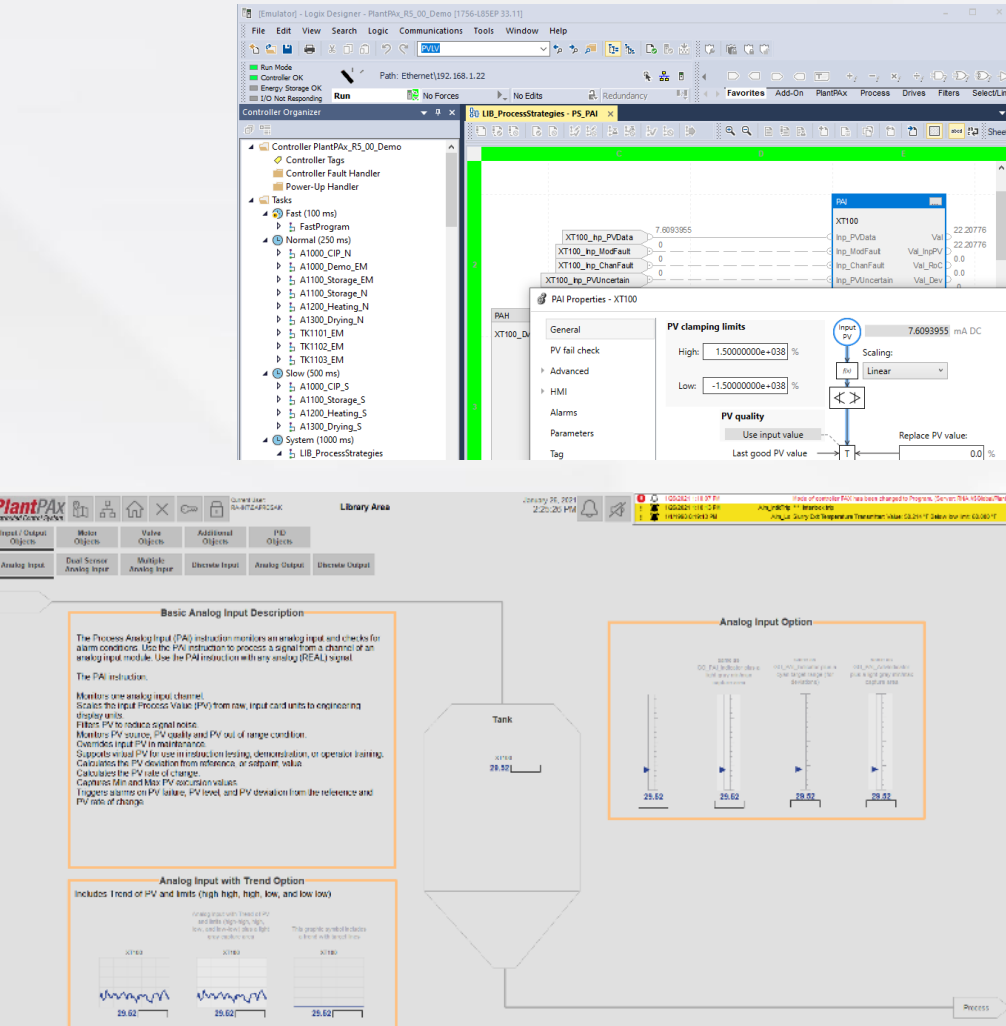 [Emulator] - Logix Designer - PlantPAx_R5_00_Demo [1756-L85EP 33.11]
File Edit View Search Logic Communications Tools Window Help
PVLV
Run Mode
Controller OK
Energy Storage OK
I/O Not Responding
Path: Ethernet\192.168.1.22
Run No Forces No Edits Redundancy
Favorites Add-On PlantPAx Process Drives Filters
Controller Organizer
LIB_ProcessStrategies - PS_PAI
Controller PlantPAx_R5_00_Demo
Controller Tags
Controller Fault Handler
Power-Up Handler
Tasks
Fast (100 ms)
FastProgram
Normal (250 ms)
A1000_CIP_N
A1000_Demo_EM
A1100_Storage_EM
A1100_Storage_N
A1200_Heating_N
A1300_Drying_N
TK1101_EM
TK1102_EM
TK1103_EM
Slow (500 ms)
A1000_CIP_S
A1100_Storage_S
A1200_Heating_S
A1300_Drying_S
System (1000 ms)
LIB_ProcessStrategies
PAI
XT100
XT100_Inp_PVData 7.6093955 Inp_PVData Val 22.20776
XT100_Inp_ModFault 0 Inp_ModFault Val_InpPV 22.20776
XT100_Inp_ChanFault 0 Inp_ChanFault Val_RoC 0.0
XT100_Inp_PVUncertain 0 Inp_PVUncertain Val_Dev 0.0
PAH
PAI Properties - XT100
General
PV fail check
Advanced
HMI
Alarms
Parameters
Tag
PV clamping limits
High: 1.50000000e+038 %
Low: -1.50000000e+038 %
Input PV 7.6093955 mA DC
Scaling:
f(x) Linear
PV quality
Use input value
Last good PV value T
Replace PV value:
0.0 %
PlantPAx
Current User:
Library Area
January 26, 2021
2:25:26 PM
Input / Output Objects
Motor Objects
Valve Objects
Additional Objects
PID Objects
Analog Input
Dual Sensor Analog Input
Multiple Analog Input
Discrete Input
Analog Output
Discrete Output
Basic Analog Input Description
The Process Analog Input (PAI) instruction monitors an analog input and checks for
alarm conditions. Use the PAI instruction to process a signal from a channel of an
analog input module. Use the PAI instruction with any analog (REAL) signal.
The PAI instruction:
Monitors one analog input channel.
Scales the input Process Value (PV) from raw, input card units to engineering
display units.
Filters PV to reduce signal noise.
Monitors PV source, PV quality and PV out of range condition.
Overrides input PV in maintenance.
Supports virtual PV for use in instruction testing, demonstration, or operator training.
Calculates the PV deviation from reference, or setpoint, value.
Calculates the PV rate of change.
Captures Min and Max PV excursion values.
Triggers alarms on PV failure, PV level, and PV deviation from the reference and
PV rate of change
Tank
XT100
29.52
Analog Input Option
29.52
29.52
29.52
29.52
Analog Input with Trend Option
Includes Trend of PV and limits (high high, high, low, and low low)
XT100
XT100
XT100
29.52
29.52
29.52
Process